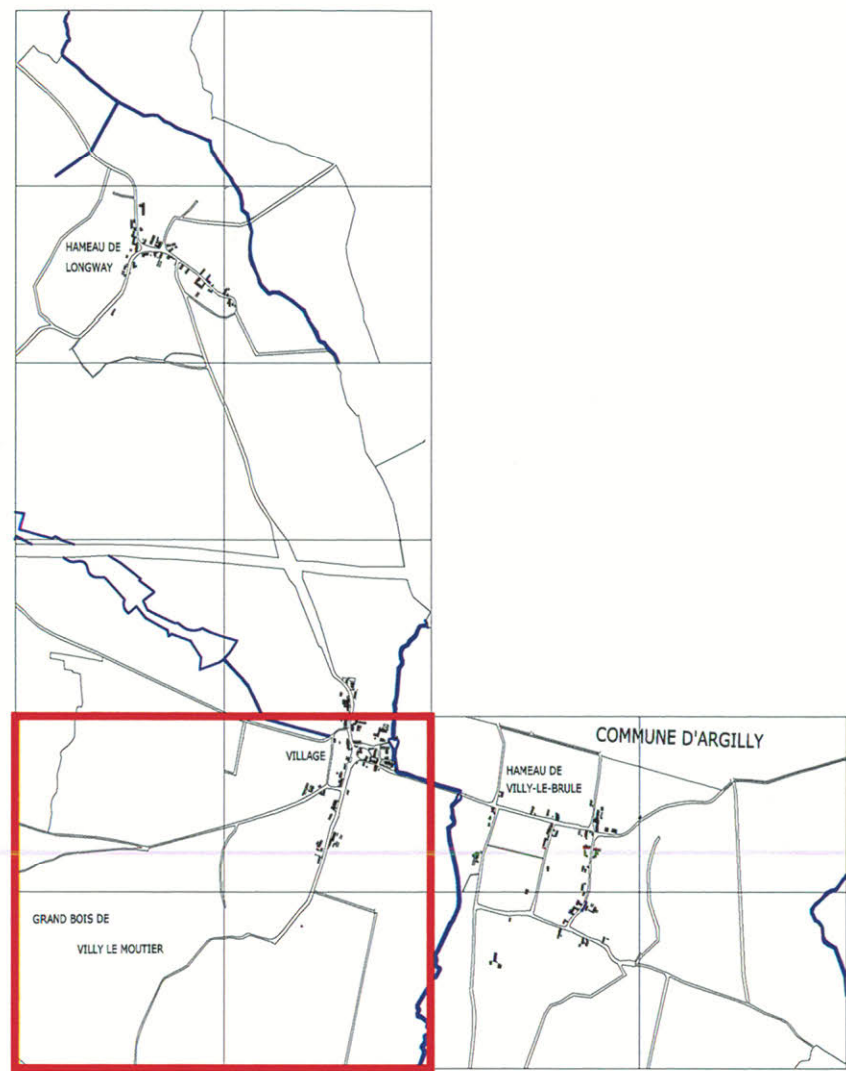 HAMEAU DE
LONGWAY
COMMUNE D'ARGILLY
VILLAGE
HAMEAU DE
VILLY-LE-BRULE
GRAND BOIS DE
VILLY LE MOUTIER